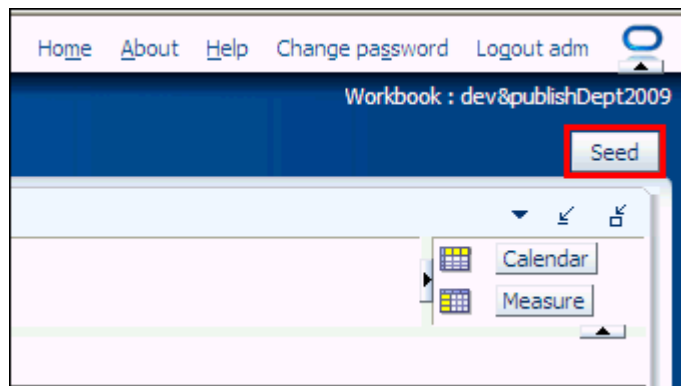 Home About Help Change password Logout adm
Workbook : dev&publishDept2009
Seed
Calendar
Measure